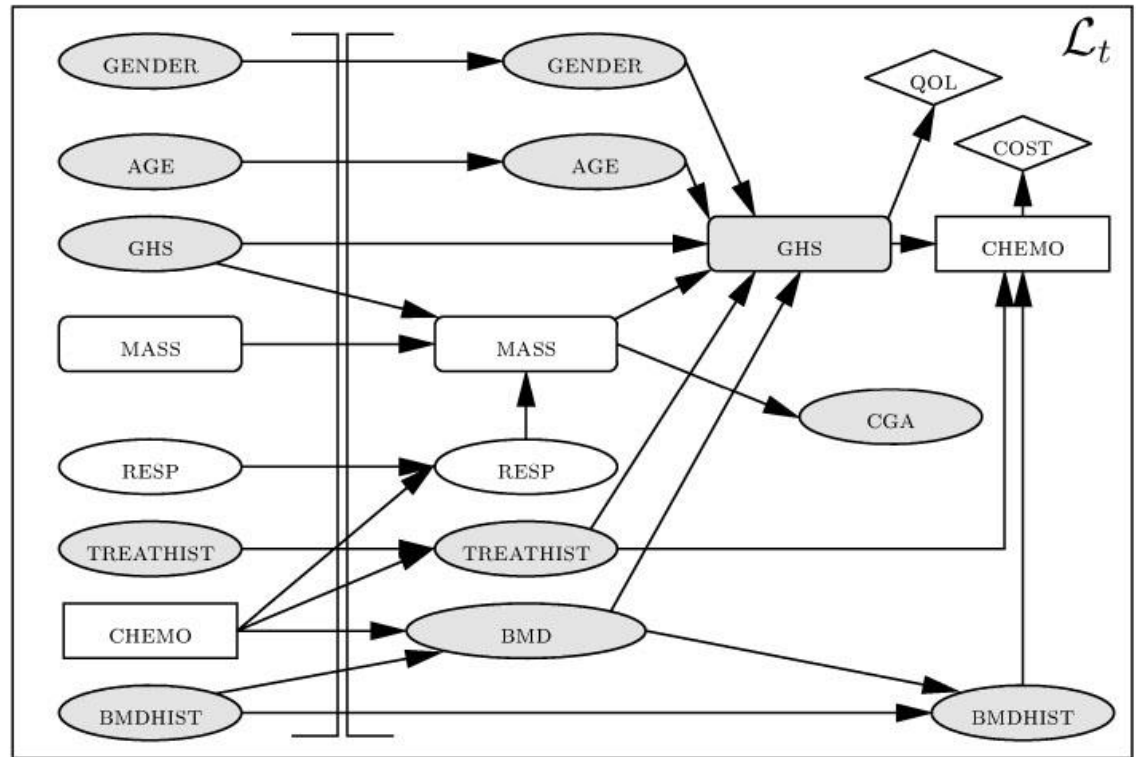 ℒt
GENDER
GENDER
QOL
COST
AGE
AGE
GHS
GHS
CHEMO
MASS
MASS
CGA
RESP
RESP
TREATHIST
TREATHIST
CHEMO
BMD
BMDHIST
BMDHIST